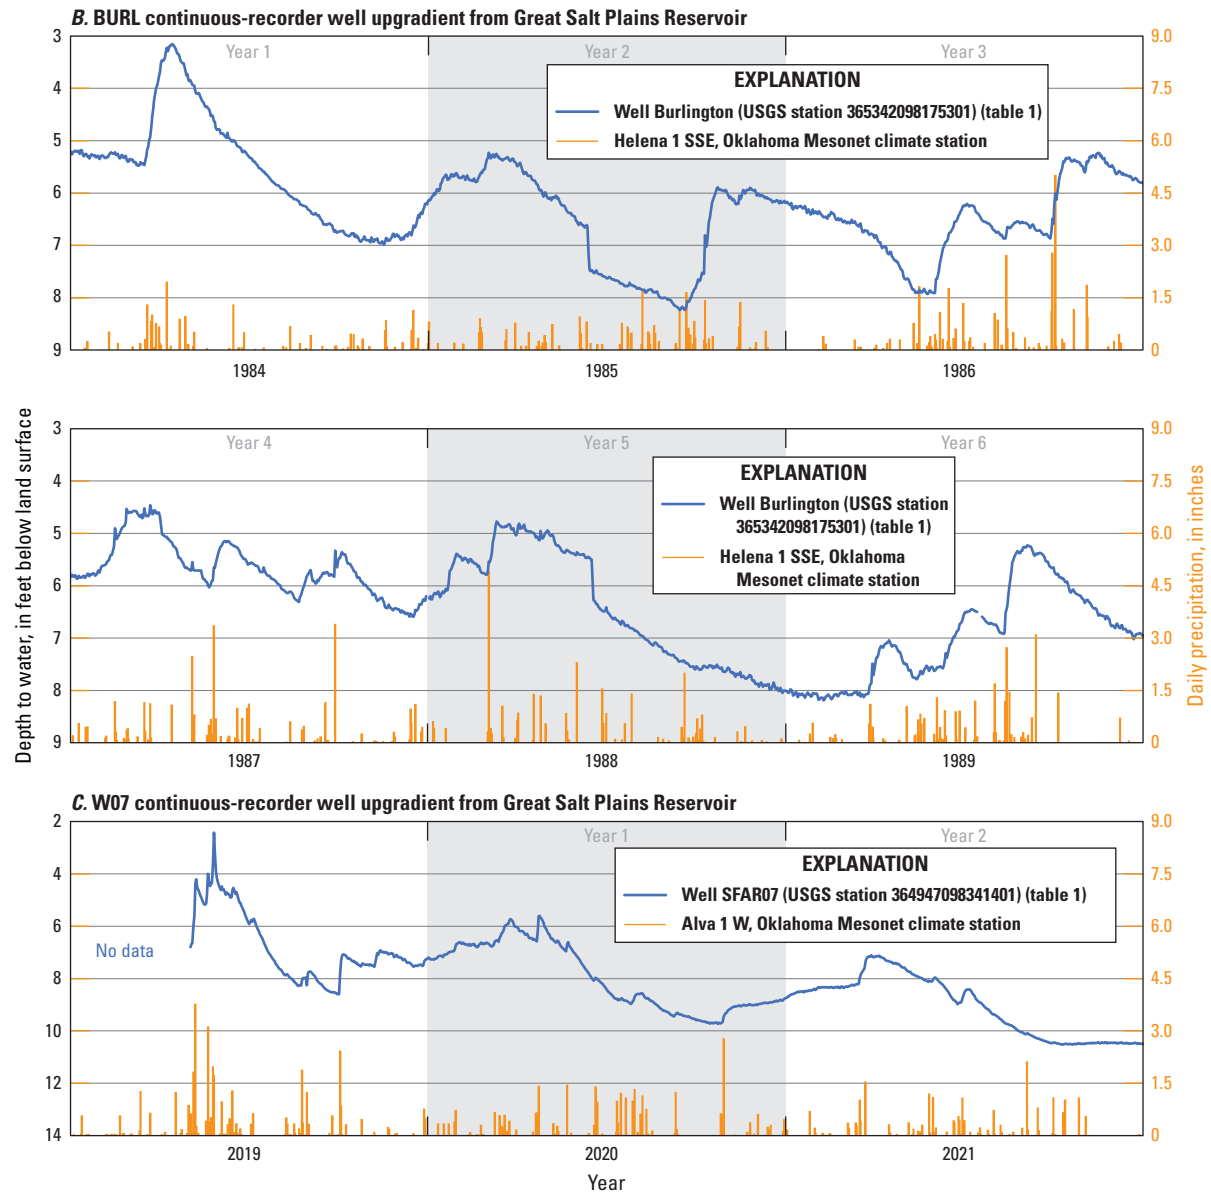 B. BURL continuous-recorder well upgradient from Great Salt Plains Reservoir
3
4
5
6
7
8
9
Year 1
Year 2
Year 3
EXPLANATION
Well Burlington (USGS station 365342098175301) (table 1)
Helena 1 SSE, Oklahoma Mesonet climate station
9.0
7.5
6.0
4.5
3.0
1.5
0
1984
1985
1986
Depth to water, in feet below land surface
3
4
5
6
7
8
9
Year 4
Year 5
Year 6
EXPLANATION
Well Burlington (USGS station
365342098175301) (table 1)
Helena 1 SSE, Oklahoma
Mesonet climate station
9.0
7.5
6.0
4.5
3.0
1.5
0
Daily precipitation, in inches
1987
1988
1989
C. W07 continuous-recorder well upgradient from Great Salt Plains Reservoir
2
4
6
8
10
12
14
No data
Year 1
Year 2
EXPLANATION
Well SFAR07 (USGS station 364947098341401) (table 1)
Alva 1 W, Oklahoma Mesonet climate station
9.0
7.5
6.0
4.5
3.0
1.5
0
2019
2020
2021
Year